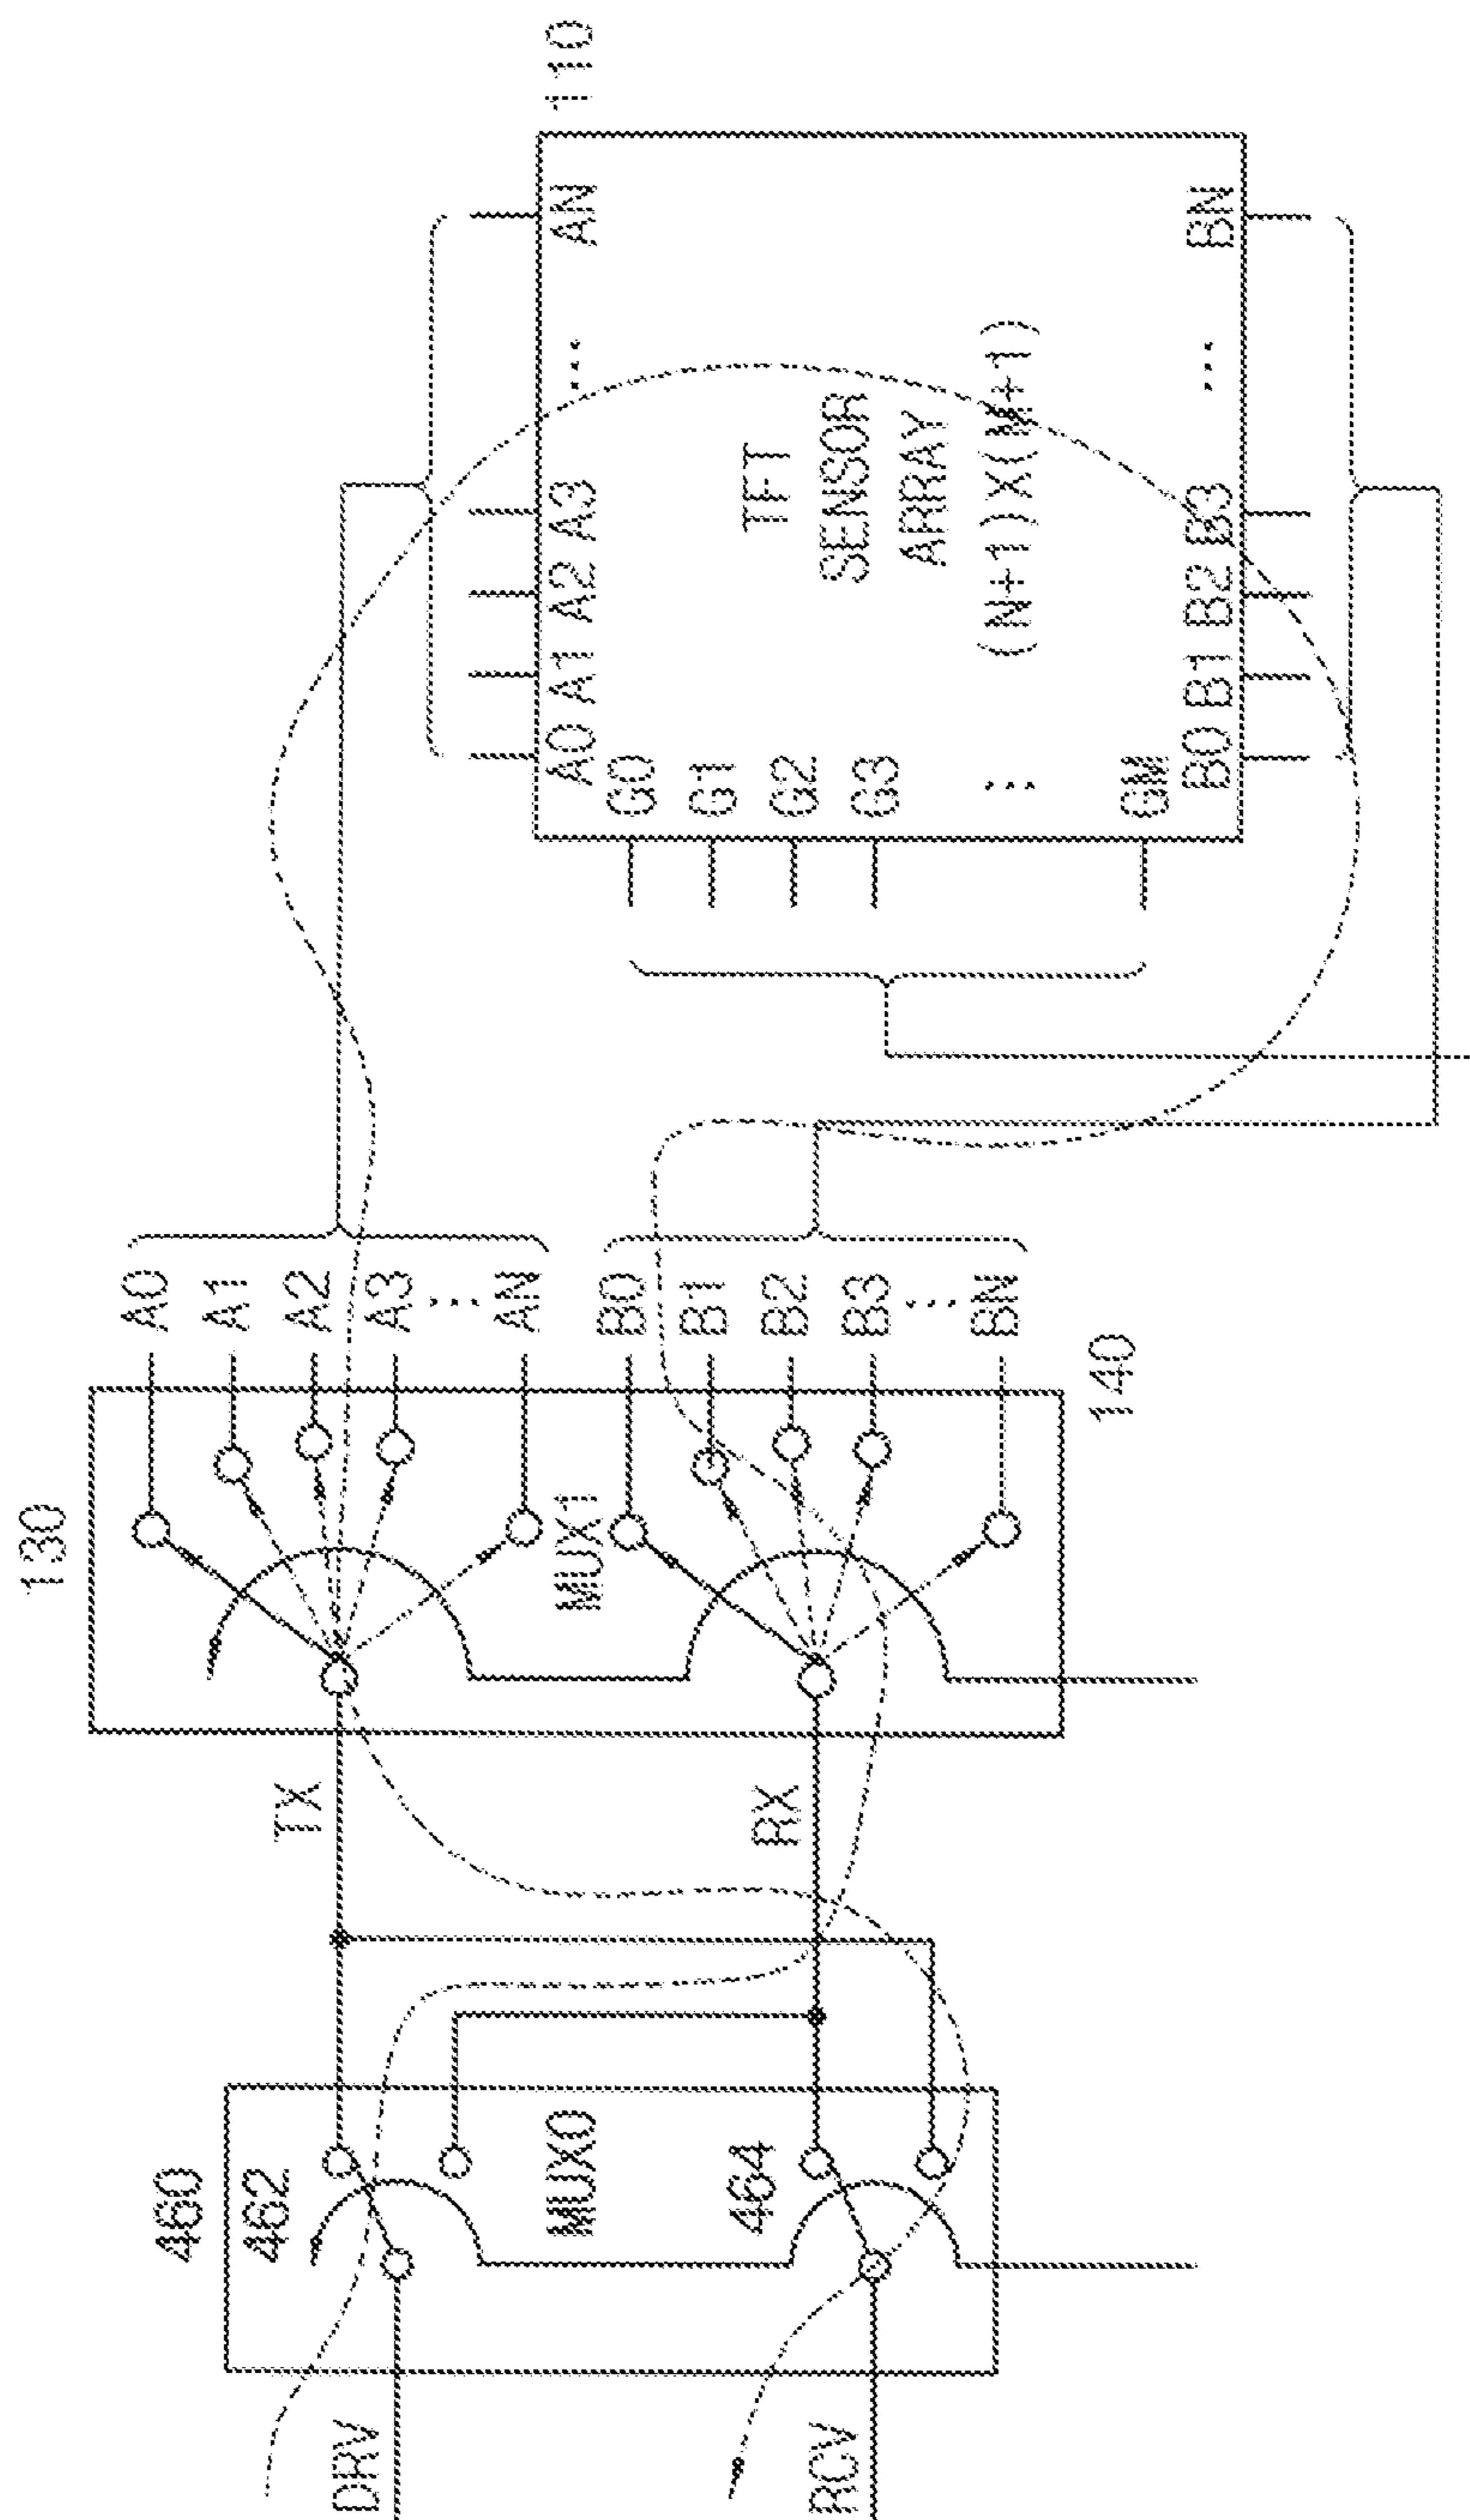 110
AN
...
A3
A2
A1
A0
TFT
SENSOR
ARRAY
(N+1)X(M+1)
BN
...
B3
B2
B1
B0
G0
G1
G2
G3
...
GM
A0
A1
A2
A3
...
AN
B0
B1
B2
B3
...
BN
130
MUX1
140
TX
RX
460
462
MUX0
464
DRV
RCV